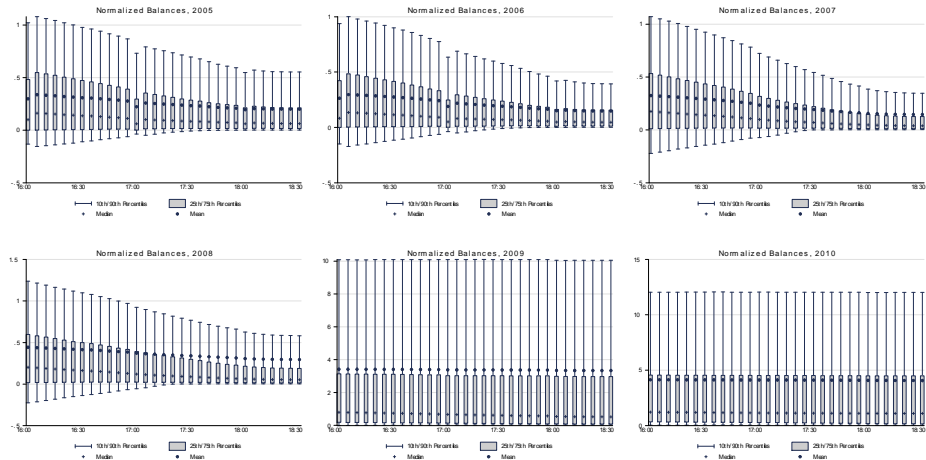 Normalized Balances, 2005
1
.5
0
-.5
16:00 16:30 17:00 17:30 18:00 18:30
10th/90th Percentiles 25th/75th Percentiles
Median Mean
Normalized Balances, 2006
1
.5
0
-.5
16:00 16:30 17:00 17:30 18:00 18:30
10th/90th Percentiles 25th/75th Percentiles
Median Mean
Normalized Balances, 2007
1
.5
0
-.5
16:00 16:30 17:00 17:30 18:00 18:30
10th/90th Percentiles 25th/75th Percentiles
Median Mean
Normalized Balances, 2008
1.5
1
.5
0
-.5
16:00 16:30 17:00 17:30 18:00 18:30
10th/90th Percentiles 25th/75th Percentiles
Median Mean
Normalized Balances, 2009
10
8
6
4
2
0
16:00 16:30 17:00 17:30 18:00 18:30
10th/90th Percentiles 25th/75th Percentiles
Median Mean
Normalized Balances, 2010
15
10
5
0
16:00 16:30 17:00 17:30 18:00 18:30
10th/90th Percentiles 25th/75th Percentiles
Median Mean